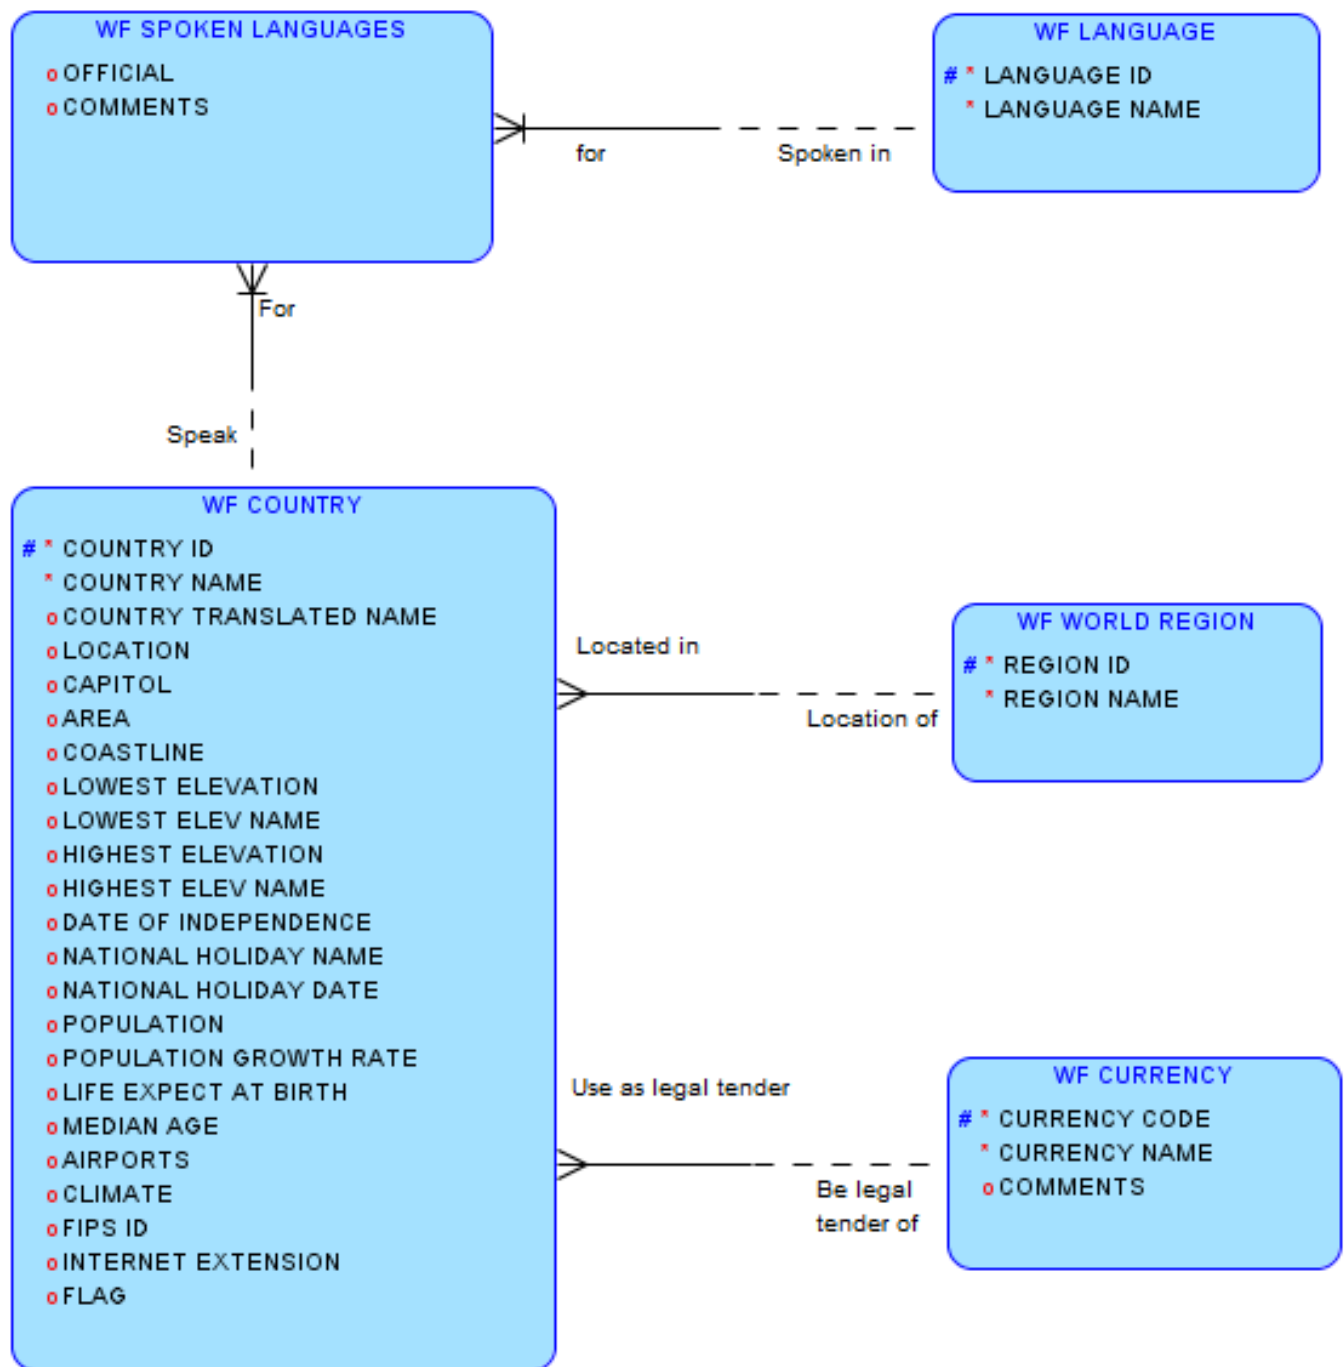 WF SPOKEN LANGUAGES
o OFFICIAL
o COMMENTS
WF LANGUAGE
# * LANGUAGE ID
* LANGUAGE NAME
for
Spoken in
For
Speak
WF COUNTRY
# * COUNTRY ID
* COUNTRY NAME
o COUNTRY TRANSLATED NAME
o LOCATION
o CAPITOL
o AREA
o COASTLINE
o LOWEST ELEVATION
o LOWEST ELEV NAME
o HIGHEST ELEVATION
o HIGHEST ELEV NAME
o DATE OF INDEPENDENCE
o NATIONAL HOLIDAY NAME
o NATIONAL HOLIDAY DATE
o POPULATION
o POPULATION GROWTH RATE
o LIFE EXPECT AT BIRTH
o MEDIAN AGE
o AIRPORTS
o CLIMATE
o FIPS ID
o INTERNET EXTENSION
o FLAG
Located in
Location of
WF WORLD REGION
# * REGION ID
* REGION NAME
Use as legal tender
Be legal
tender of
WF CURRENCY
# * CURRENCY CODE
* CURRENCY NAME
o COMMENTS